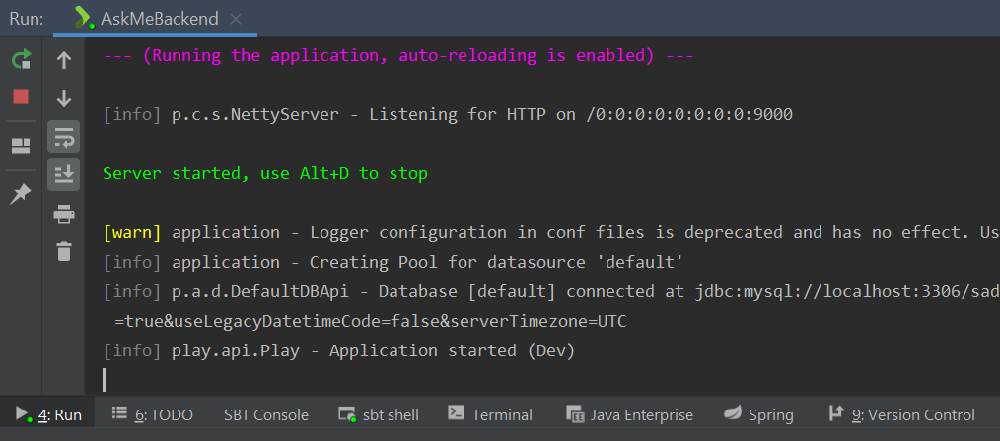 Run: AskMeBackend
--- (Running the application, auto-reloading is enabled) ---
[info] p.c.s.NettyServer - Listening for HTTP on /0:0:0:0:0:0:0:0:9000
Server started, use Alt+D to stop
[warn] application - Logger configuration in conf files is deprecated and has no effect. Us
[info] application - Creating Pool for datasource 'default'
[info] p.a.d.DefaultDBApi - Database [default] connected at jdbc:mysql://localhost:3306/sad
=true&useLegacyDatetimeCode=false&serverTimezone=UTC
[info] play.api.Play - Application started (Dev)
4: Run 6: TODO SBT Console sbt shell Terminal Java Enterprise Spring 9: Version Control